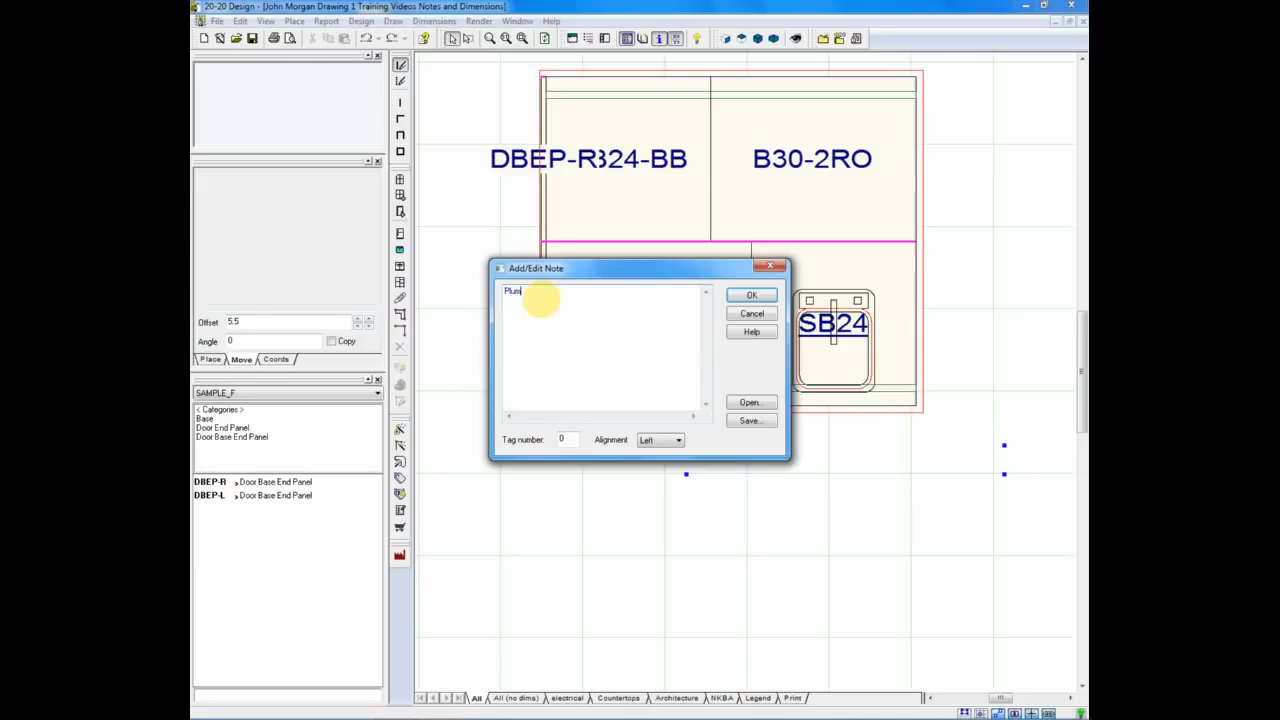 20-20 Design - [John Morgan Drawing 1 Training Videos Notes and Dimensions]
File Edit View Place Report Design Draw Dimensions Render Window Help
DBEP-R
B24-BB
B30-2RO
Add/Edit Note
Plum
OK
Cancel
Help
Open...
Save...
Tag number: 0 Alignment Left
SB24
Offset 5.5
Angle 0 Copy
Place Move Coords
SAMPLE_F
< Categories >
Base
Door End Panel
Door Base End Panel
DBEP-R Door Base End Panel
DBEP-L Door Base End Panel
All All (no dims) electrical Countertops Architecture NKBA Legend Print